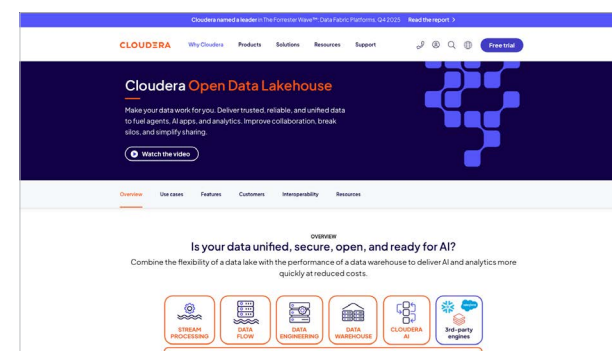 Cloudera named a leader in The Forrester Wave™: Data Fabric Platforms, Q4 2025 Read the report >
CLOUDERA Why Cloudera Products Solutions Resources Support Free trial
Cloudera Open Data Lakehouse
Make your data work for you. Deliver trusted, reliable, and unified data
to fuel agents, AI apps, and analytics. Improve collaboration, break
silos, and simplify sharing.
Watch the video
Overview Use cases Features Customers Interoperability Resources
OVERVIEW
Is your data unified, secure, open, and ready for AI?
Combine the flexibility of a data lake with the performance of a data warehouse to deliver AI and analytics more
quickly at reduced costs.
STREAM PROCESSING
DATA FLOW
DATA ENGINEERING
DATA WAREHOUSE
CLOUDERA AI
3rd-party engines